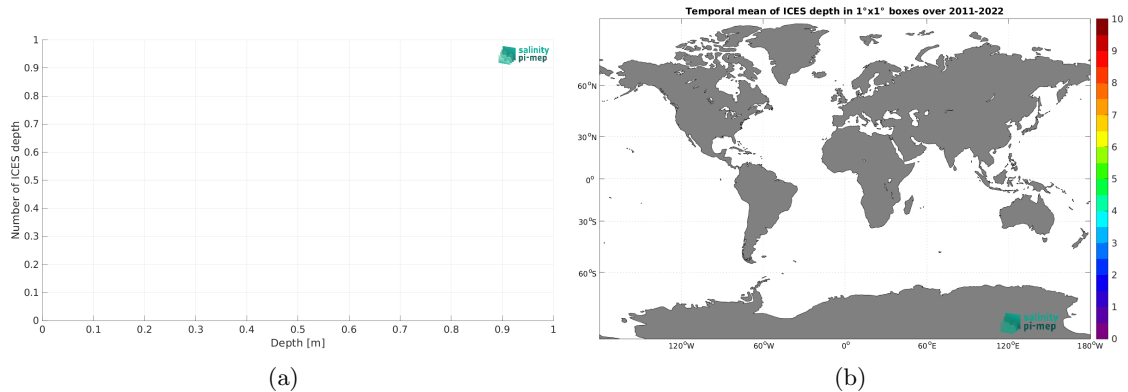 1
0.9
0.8
0.7
0.6
0.5
0.4
0.3
0.2
0.1
0
Number of ICES depth
0 0.1 0.2 0.3 0.4 0.5 0.6 0.7 0.8 0.9 1
Depth [m]
salinity
pi-mep
(a)
Temporal mean of ICES depth in 1°x1° boxes over 2011-2022
60°N
30°N
0°
30°S
60°S
120°W 60°W 0° 60°E 120°E 180°W
salinity
pi-mep
10
9
8
7
6
5
4
3
2
1
0
(b)